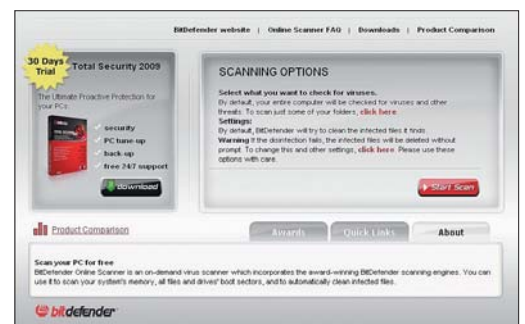 BitDefender website | Online Scanner FAQ | Downloads | Product Comparison
30 Days
Trial
Total Security 2009
The Ultimate Proactive Protection for
your PCs:
security
PC tune-up
back-up
free 24/7 support
download
SCANNING OPTIONS
Select what you want to check for viruses.
By default, your entire computer will be checked for viruses and other
threats. To scan just some of your folders, click here.
Settings:
By default, BitDefender will try to clean the infected files it finds.
Warning If the disinfection fails, the infected files will be deleted without
prompt. To change this and other settings, click here. Please use these
options with care.
Start Scan
Product Comparison
Awards
Quick Links
About
Scan your PC for free
BitDefender Online Scanner is an on-demand virus scanner which incorporates the award-winning BitDefender scanning engines. You can
use it to scan your system's memory, all files and drives' boot sectors, and to automatically clean infected files.
bitdefender